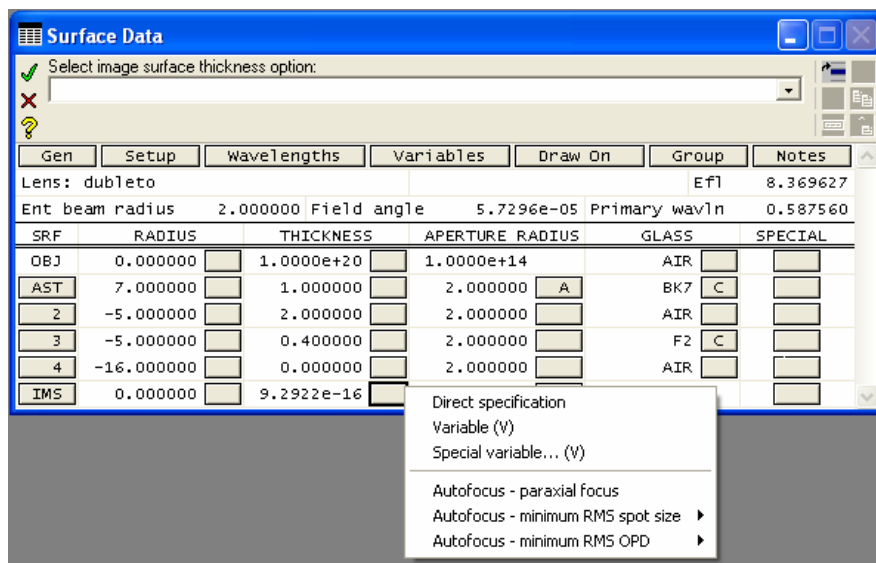 Surface Data
Select image surface thickness option:
Gen Setup Wavelengths Variables Draw On Group Notes
Lens: dubleto Efl 8.369627
Ent beam radius 2.000000 Field angle 5.7296e-05 Primary wavln 0.587560
SRF RADIUS THICKNESS APERTURE RADIUS GLASS SPECIAL
OBJ 0.000000 1.0000e+20 1.0000e+14 AIR
AST 7.000000 1.000000 2.000000 A BK7 C
2 -5.000000 2.000000 2.000000 AIR
3 -5.000000 0.400000 2.000000 F2 C
4 -16.000000 0.000000 2.000000 AIR
IMS 0.000000 9.2922e-16
Direct specification
Variable (V)
Special variable... (V)
Autofocus - paraxial focus
Autofocus - minimum RMS spot size
Autofocus - minimum RMS OPD